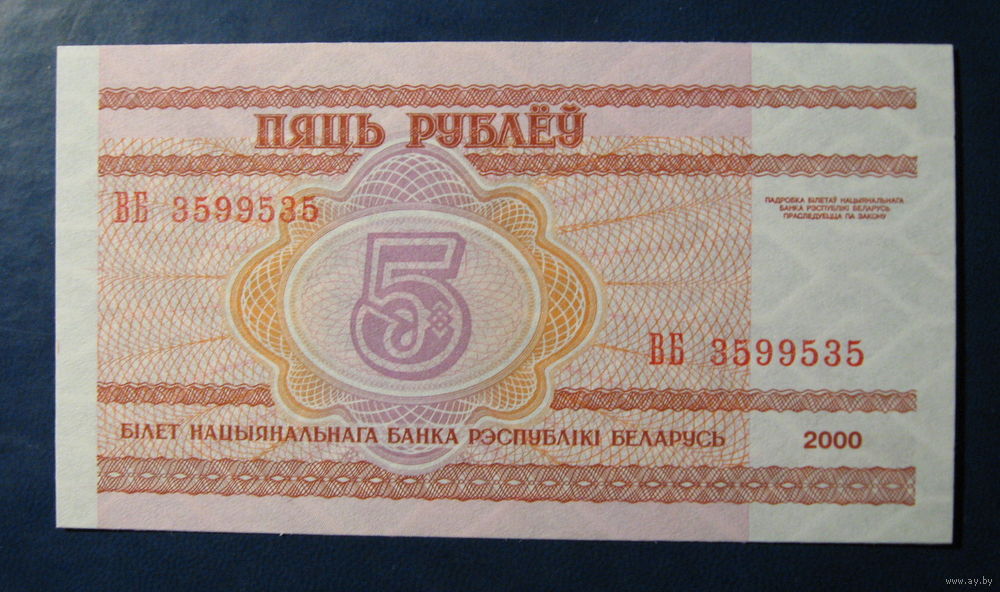 ПЯЦЬ РУБЛЁЎ
ВБ 3599535
ПАДРОБКА БІЛЕТАЎ НАЦЫЯНАЛЬНАГА
БАНКА РЭСПУБЛІКІ БЕЛАРУСЬ
ПРАСЛЕДУЕЦЦА ПА ЗАКОНУ
5
ВБ 3599535
БІЛЕТ НАЦЫЯНАЛЬНАГА БАНКА РЭСПУБЛІКІ БЕЛАРУСЬ 2000
www.ay.by